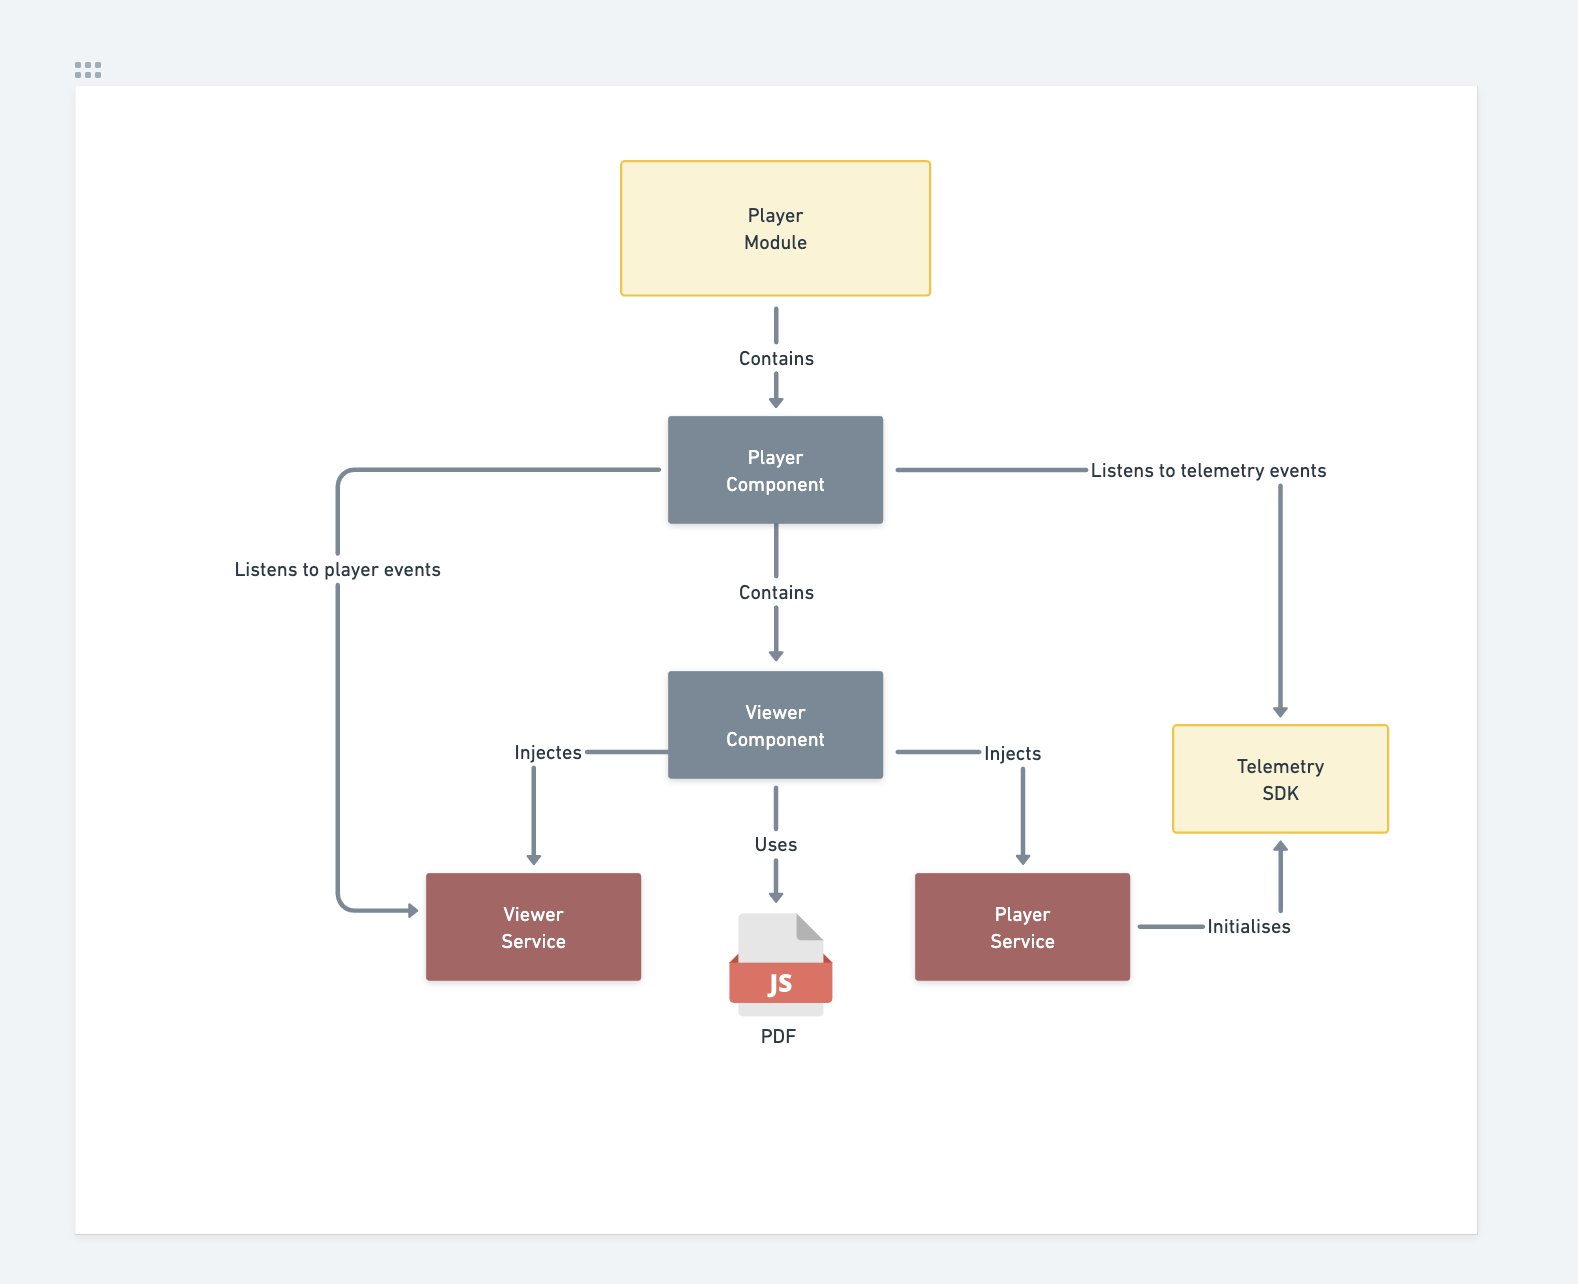 Player
Module
Contains
Player
Component
Listens to telemetry events
Listens to player events
Contains
Viewer
Component
Injectes
Injects
Telemetry
SDK
Uses
Viewer
Service
Player
Service
Initialises
JS
PDF